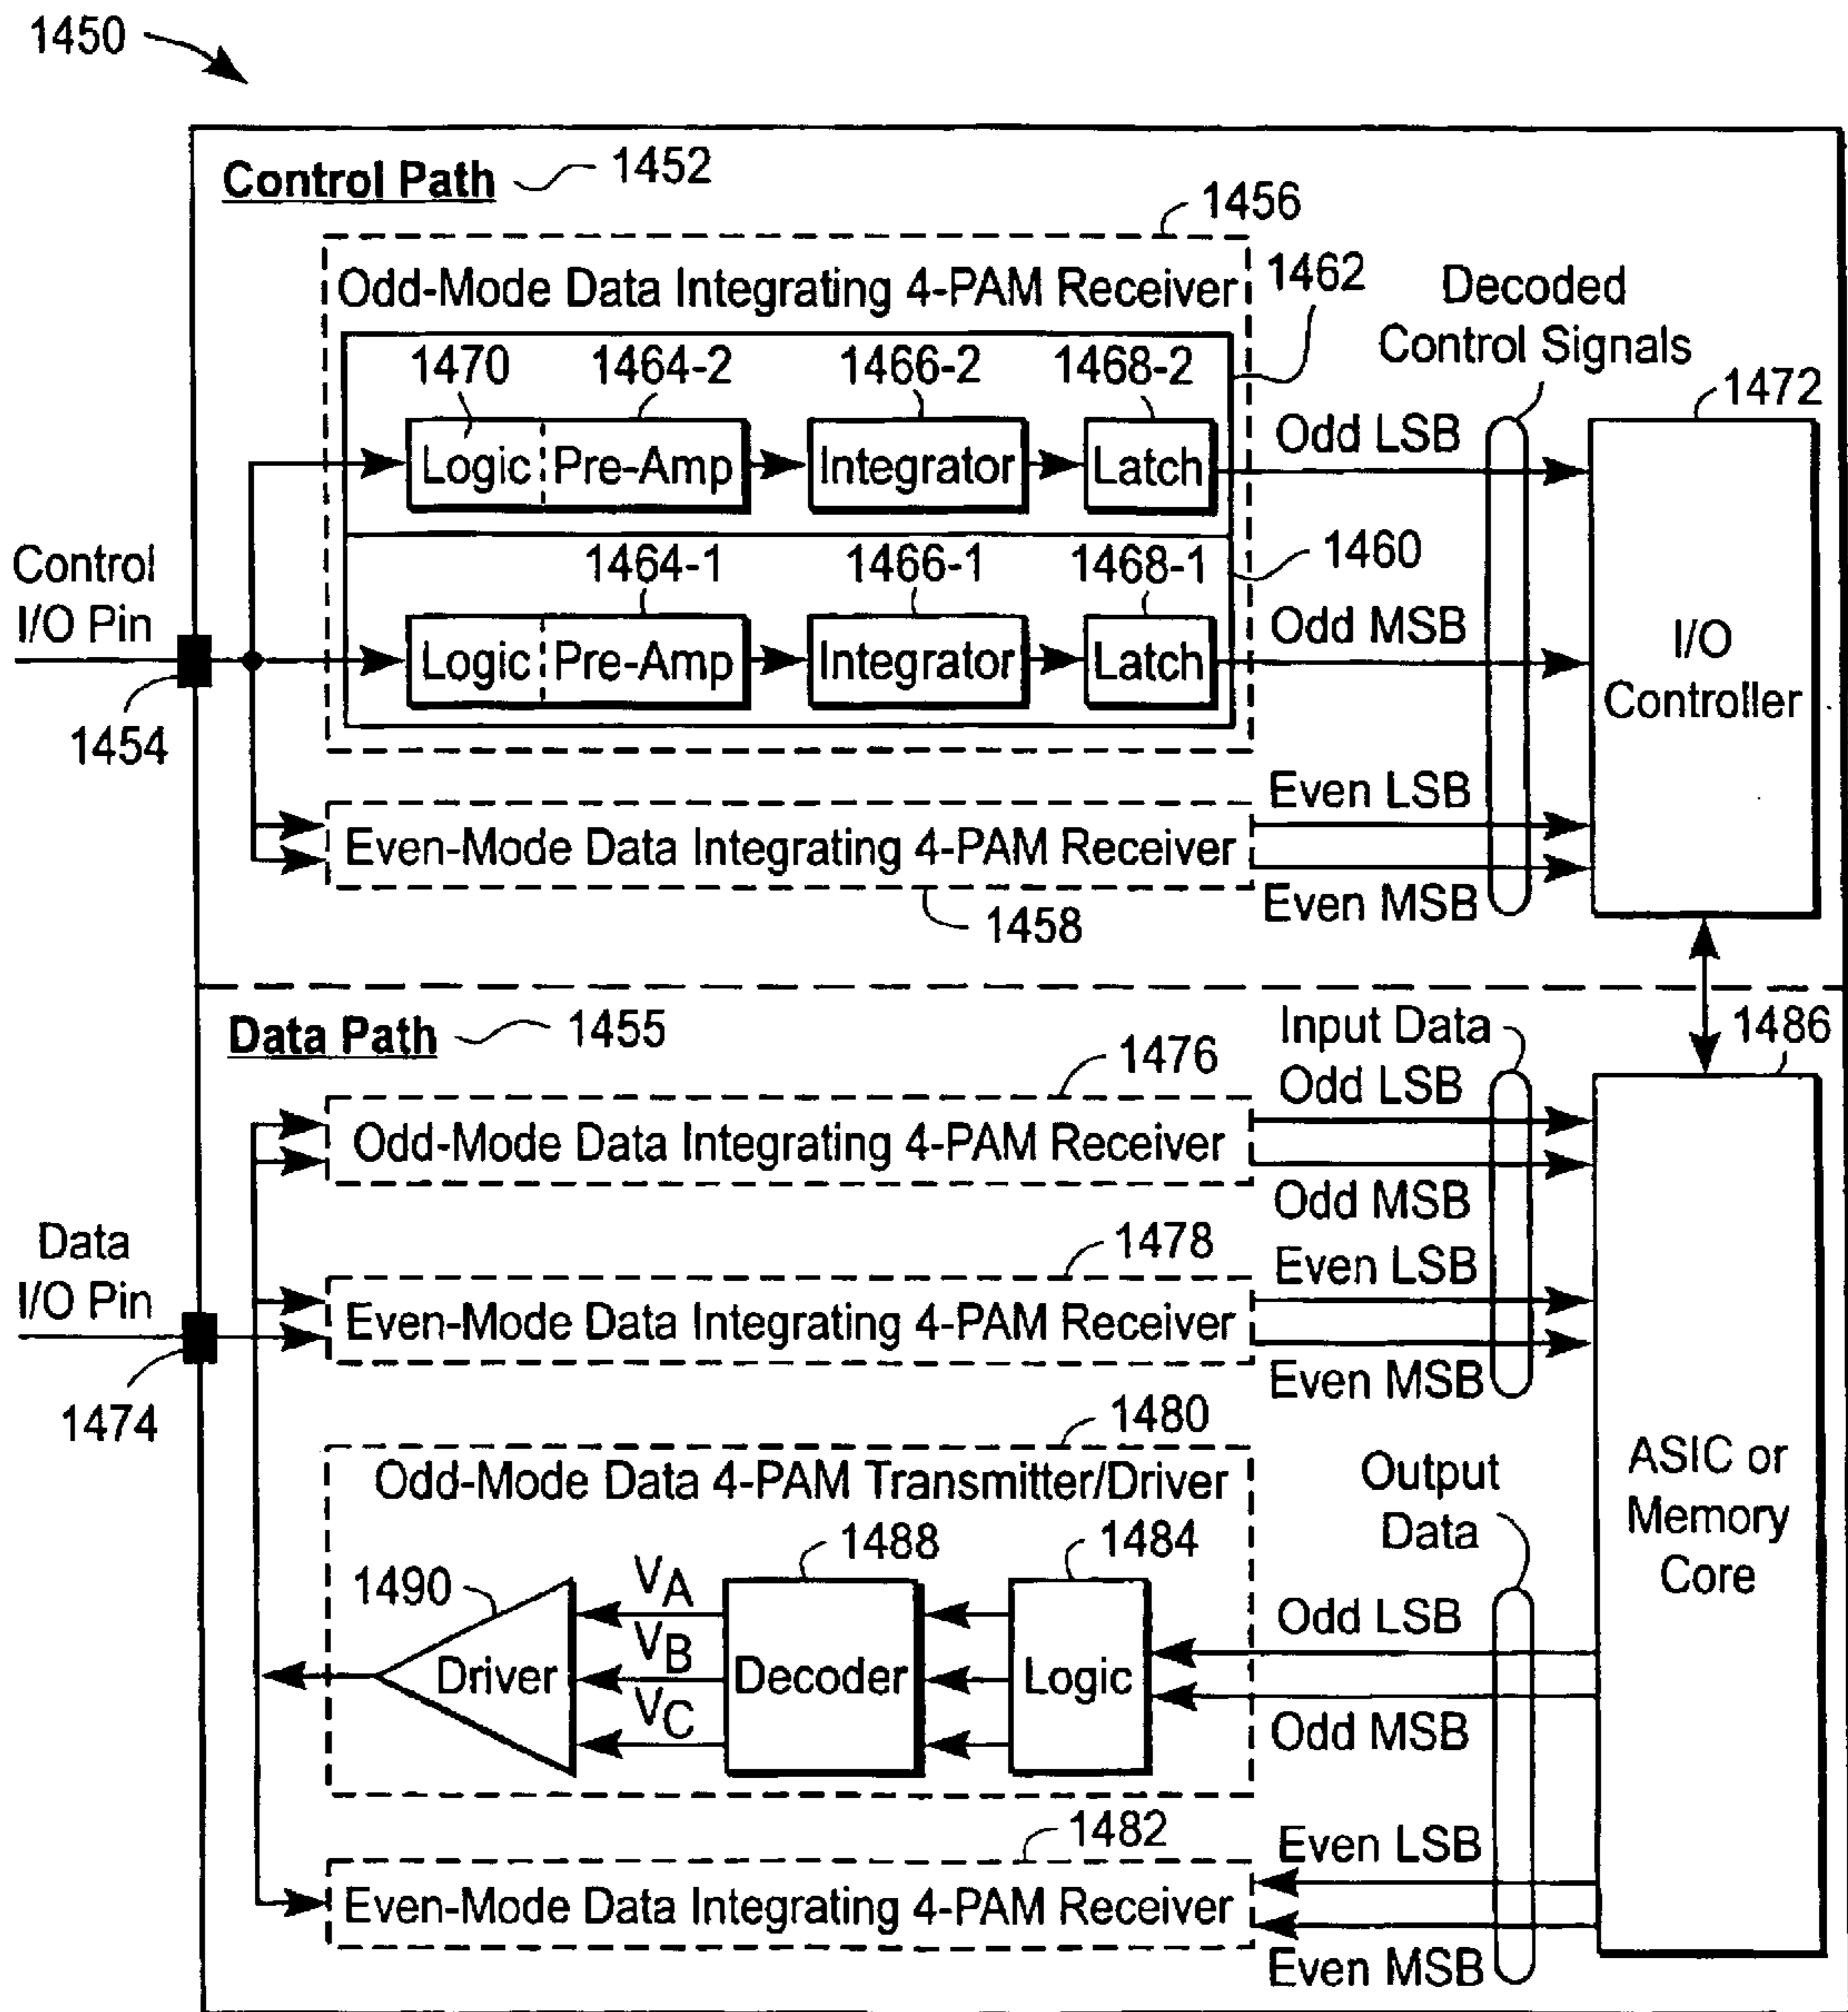 1450
Control Path 1452
1456
Odd-Mode Data Integrating 4-PAM Receiver
1462
Decoded
Control Signals
1470 1464-2 1466-2 1468-2
1472
Logic Pre-Amp Integrator Latch
Odd LSB
Control
I/O Pin
1464-1 1466-1 1468-1 1460
Logic Pre-Amp Integrator Latch
Odd MSB
I/O
Controller
1454
Even LSB
Even-Mode Data Integrating 4-PAM Receiver
Even MSB
1458
Data Path 1455
1476
Input Data
1486
Odd LSB
Odd-Mode Data Integrating 4-PAM Receiver
Odd MSB
Data
I/O Pin
1478
Even LSB
Even-Mode Data Integrating 4-PAM Receiver
Even MSB
1474
1480
Odd-Mode Data 4-PAM Transmitter/Driver
Output
Data
ASIC or
Memory
Core
1490 1488 1484
VA
VB
VC
Driver Decoder Logic
Odd LSB
Odd MSB
1482
Even LSB
Even-Mode Data Integrating 4-PAM Receiver
Even MSB